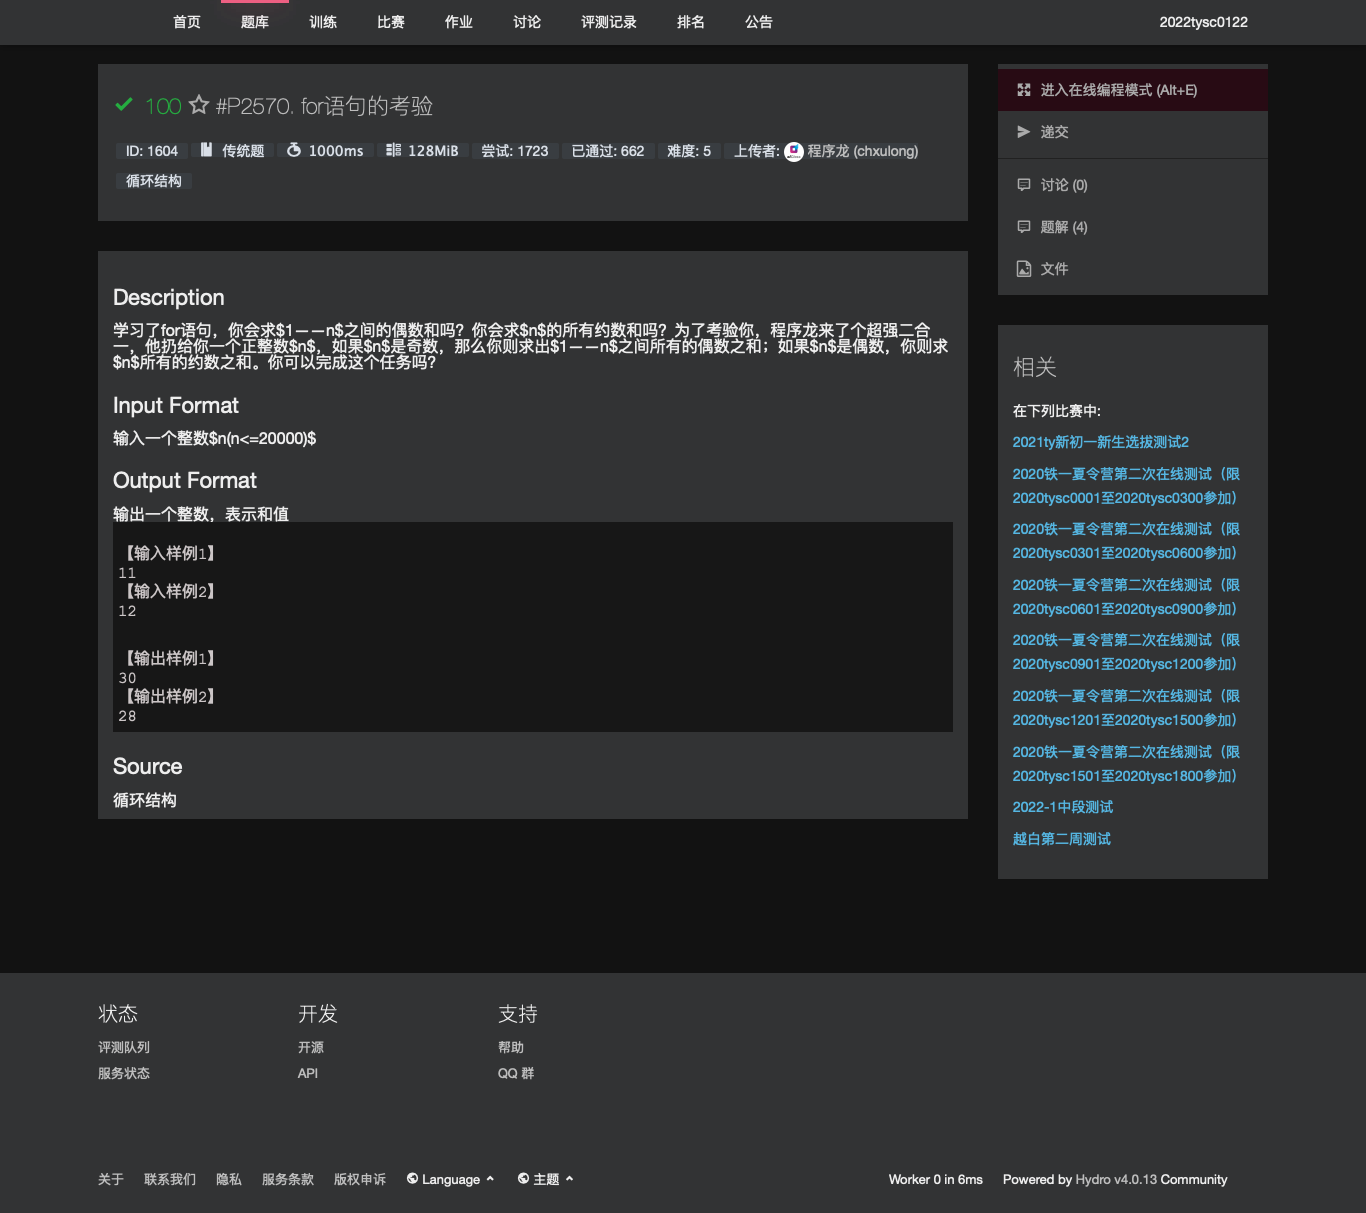 首页 题库 训练 比赛 作业 讨论 评测记录 排名 公告 2022tysc0122
100 #P2570. for语句的考验
ID: 1604 传统题 1000ms 128MiB 尝试: 1723 已通过: 662 难度: 5 上传者: 程序龙 (chxulong)
循环结构
Description
学习了for语句，你会求$1——n$之间的偶数和吗？你会求$n$的所有约数和吗？为了考验你，程序龙来了个超强二合
一，他扔给你一个正整数$n$，如果$n$是奇数，那么你则求出$1——n$之间所有的偶数之和；如果$n$是偶数，你则求
$n$所有的约数之和。你可以完成这个任务吗？
Input Format
输入一个整数$n(n<=20000)$
Output Format
输出一个整数，表示和值
【输入样例1】
11
【输入样例2】
12
【输出样例1】
30
【输出样例2】
28
Source
循环结构
进入在线编程模式 (Alt+E)
递交
讨论 (0)
题解 (4)
文件
相关
在下列比赛中:
2021ty新初一新生选拔测试2
2020铁一夏令营第二次在线测试（限
2020tysc0001至2020tysc0300参加）
2020铁一夏令营第二次在线测试（限
2020tysc0301至2020tysc0600参加）
2020铁一夏令营第二次在线测试（限
2020tysc0601至2020tysc0900参加）
2020铁一夏令营第二次在线测试（限
2020tysc0901至2020tysc1200参加）
2020铁一夏令营第二次在线测试（限
2020tysc1201至2020tysc1500参加）
2020铁一夏令营第二次在线测试（限
2020tysc1501至2020tysc1800参加）
2022-1中段测试
越白第二周测试
状态
评测队列
服务状态
开发
开源
API
支持
帮助
QQ 群
关于 联系我们 隐私 服务条款 版权申诉 Language 主题 Worker 0 in 6ms Powered by Hydro v4.0.13 Community